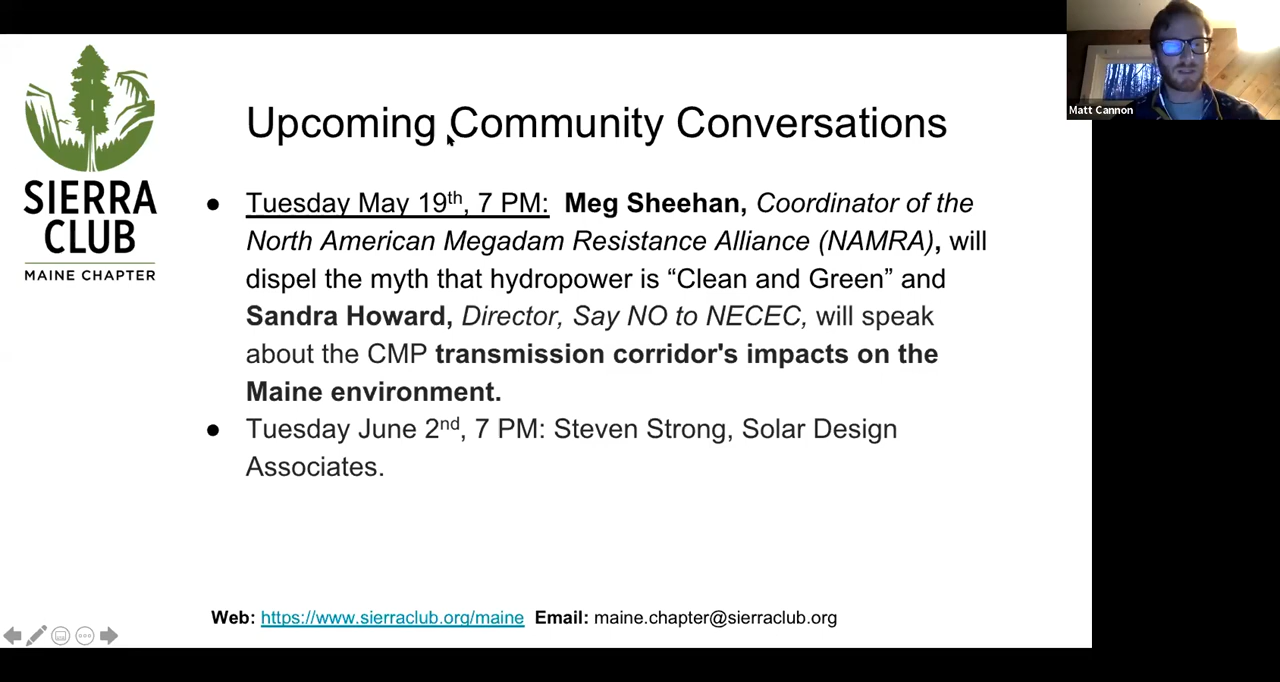 Matt Cannon
SIERRA
CLUB
MAINE CHAPTER
Upcoming Community Conversations
● Tuesday May 19th, 7 PM: Meg Sheehan, Coordinator of the
North American Megadam Resistance Alliance (NAMRA), will
dispel the myth that hydropower is “Clean and Green” and
Sandra Howard, Director, Say NO to NECEC, will speak
about the CMP transmission corridor's impacts on the
Maine environment.
● Tuesday June 2nd, 7 PM: Steven Strong, Solar Design
Associates.
Web: https://www.sierraclub.org/maine Email: maine.chapter@sierraclub.org